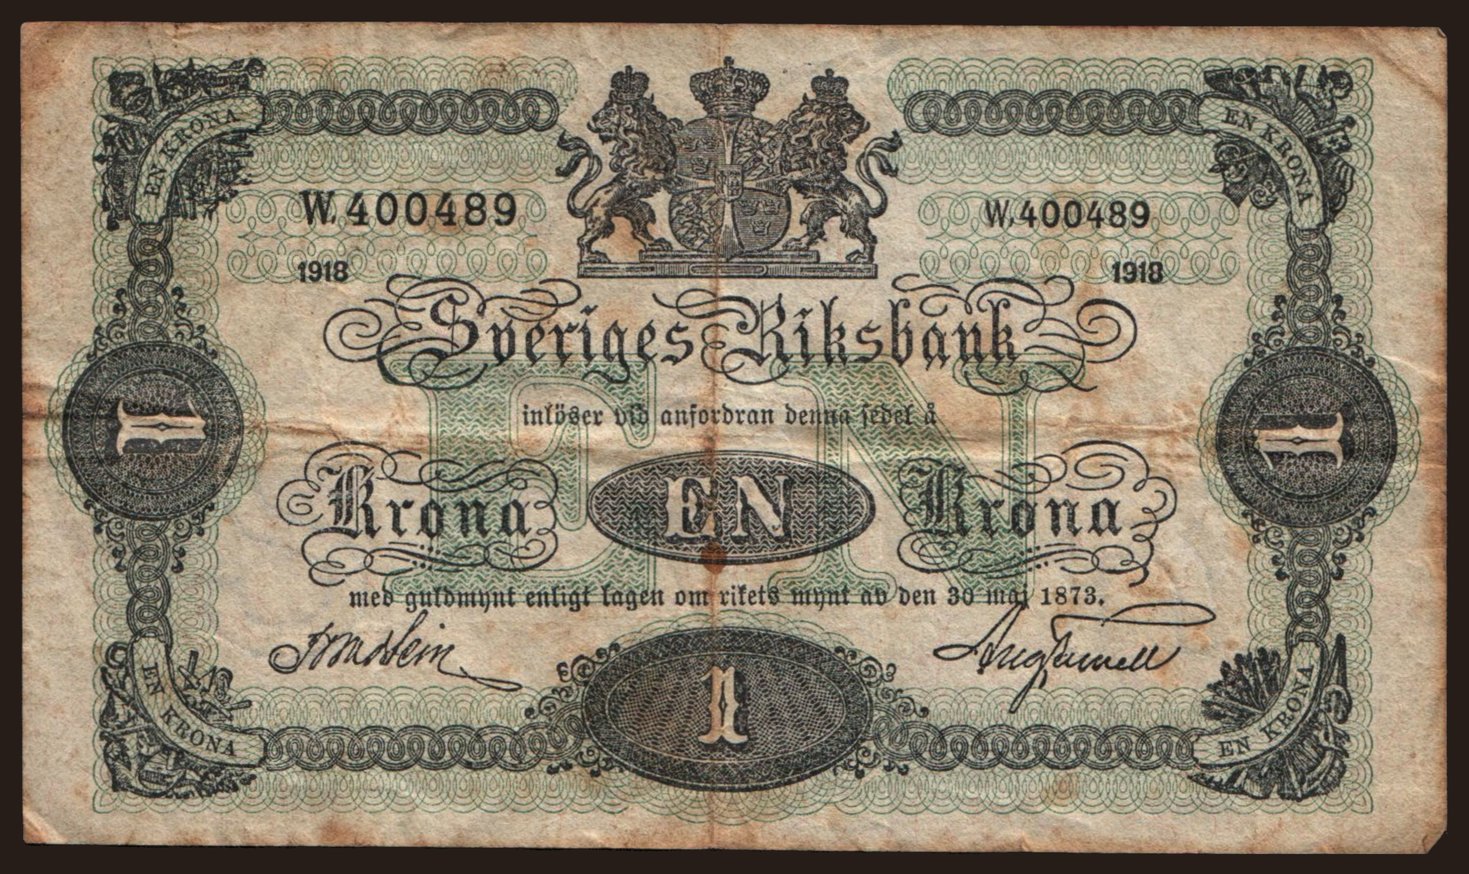 EN KRONA
EN KRONA
W.400489
W.400489
1918
1918
Sveriges Riksbank
inlöser vid anfordran denna sedel å
1
1
Krona EN Krona
med guldmynt enligt lagen om rikets mynt av den 30 maj 1873.
1
EN KRONA
EN KRONA